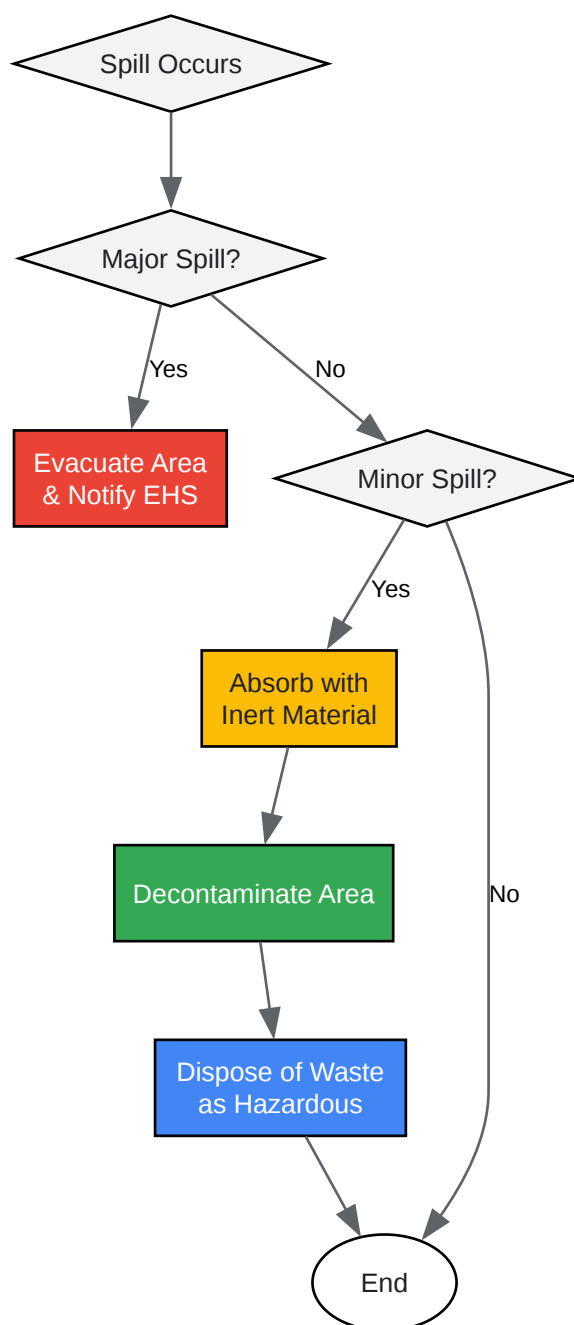 Spill Occurs
Major Spill?
Yes
No
Evacuate Area
& Notify EHS
Minor Spill?
Yes
Absorb with
Inert Material
Decontaminate Area
No
Dispose of Waste
as Hazardous
End